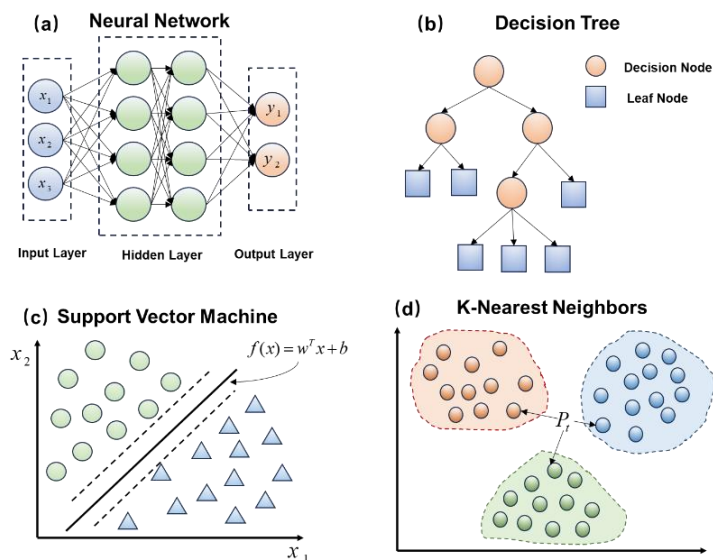 (a) Neural Network
x₁
x₂
x₃
y₁
y₂
Input Layer
Hidden Layer
Output Layer
(b) Decision Tree
Decision Node
Leaf Node
(c) Support Vector Machine
x₂
f(x)=wᵀx+b
x₁
(d) K-Nearest Neighbors
Pₜ